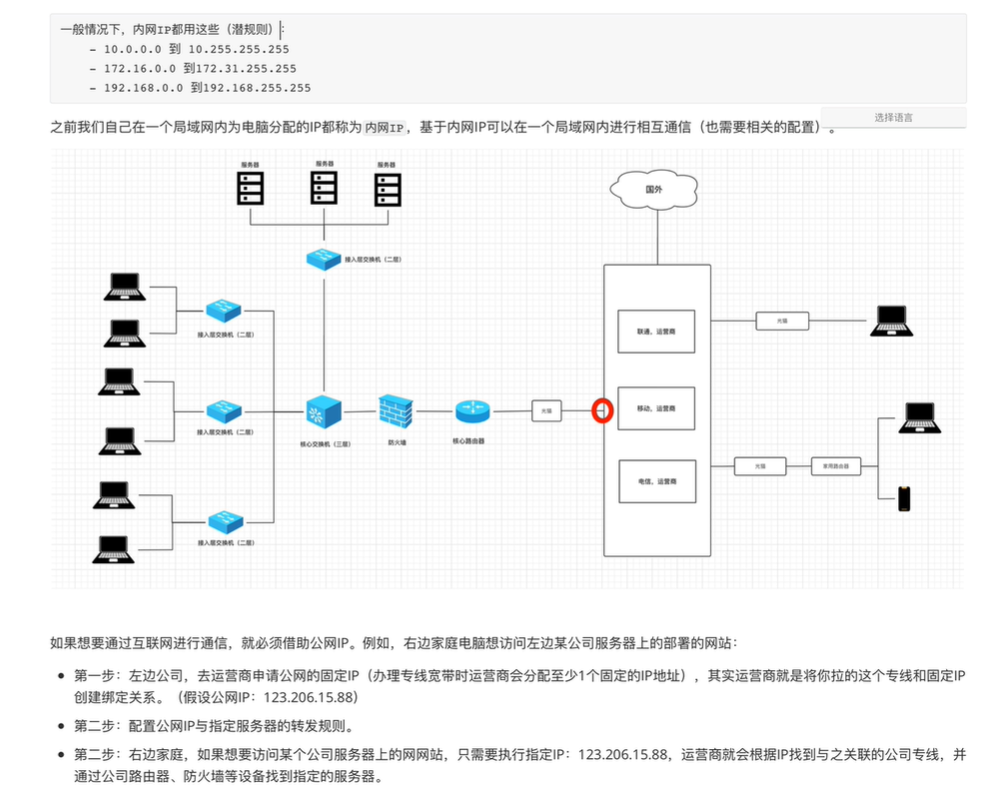 一般情况下，内网IP都用这些（潜规则）：
- 10.0.0.0 到 10.255.255.255
- 172.16.0.0 到172.31.255.255
- 192.168.0.0 到192.168.255.255
选择语言
之前我们自己在一个局域网内为电脑分配的IP都称为 内网IP，基于内网IP可以在一个局域网内进行相互通信（也需要相关的配置）。
服务器
服务器
服务器
国外
接入层交换机（二层）
接入层交换机（二层）
联通，运营商
光猫
接入层交换机（二层）
核心交换机（三层）
防火墙
核心路由器
光猫
移动，运营商
电信，运营商
光猫
家用路由器
接入层交换机（二层）
如果想要通过互联网进行通信，就必须借助公网IP。例如，右边家庭电脑想访问左边某公司服务器上的部署的网站：
• 第一步：左边公司，去运营商申请公网的固定IP（办理专线宽带时运营商会分配至少1个固定的IP地址），其实运营商就是将你拉的这个专线和固定IP
创建绑定关系。（假设公网IP：123.206.15.88）
• 第二步：配置公网IP与指定服务器的转发规则。
• 第二步：右边家庭，如果想要访问某个公司服务器上的网网站，只需要执行指定IP：123.206.15.88，运营商就会根据IP找到与之关联的公司专线，并
通过公司路由器、防火墙等设备找到指定的服务器。